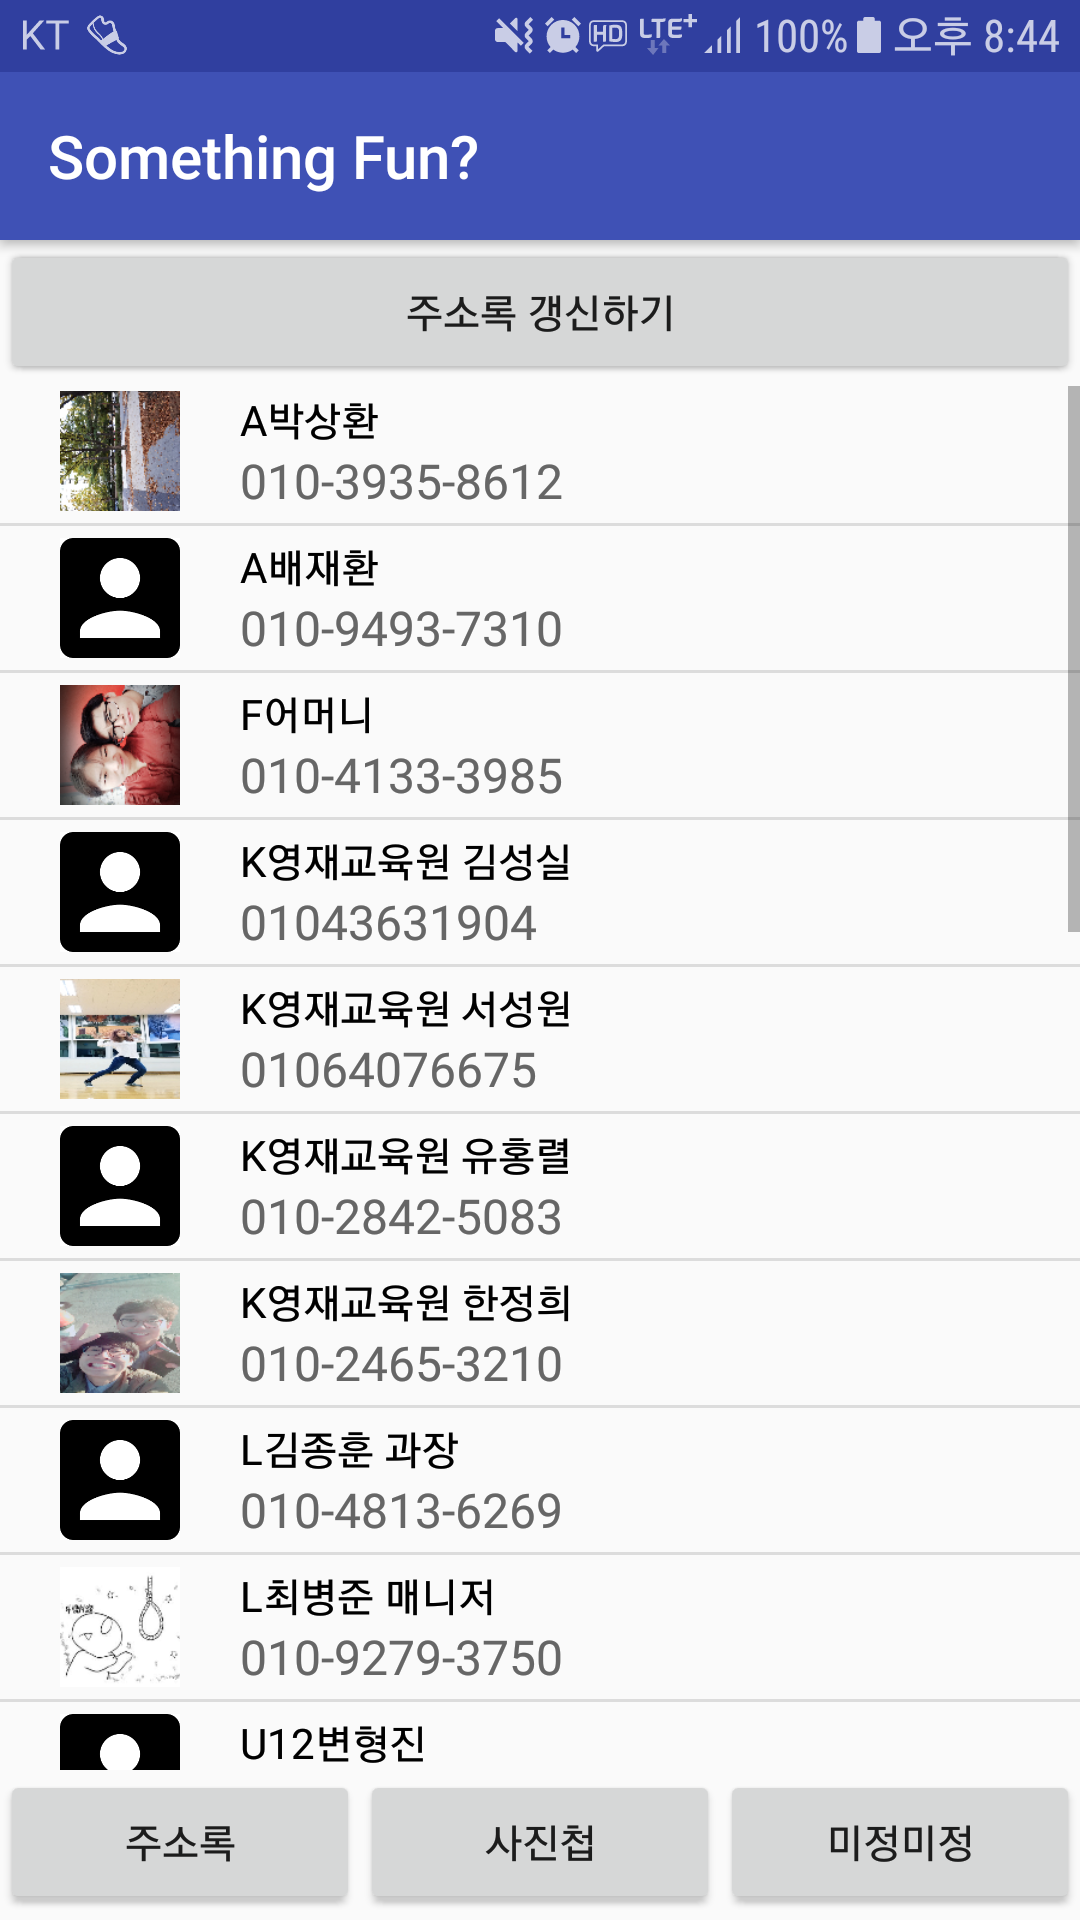 KT HD LTE+ 100% 오후 8:44
Something Fun?
주소록 갱신하기
A박상환
010-3935-8612
A배재환
010-9493-7310
F어머니
010-4133-3985
K영재교육원 김성실
01043631904
K영재교육원 서성원
01064076675
K영재교육원 유홍렬
010-2842-5083
K영재교육원 한정희
010-2465-3210
L김종훈 과장
010-4813-6269
L최병준 매니저
010-9279-3750
U12변형진
주소록 사진첩 미정미정